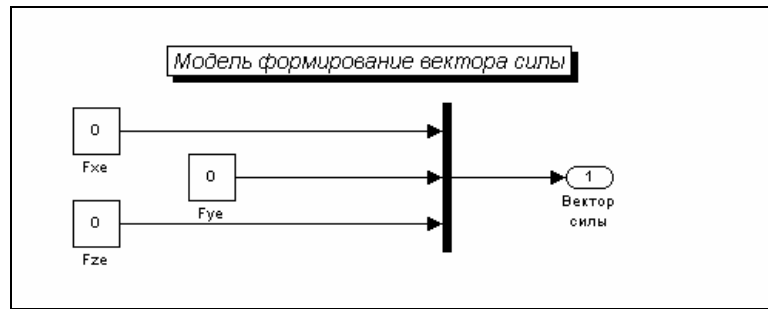 Модель формирование вектора силы
0
Fxe
0
Fye
0
Fze
1
Вектор
силы